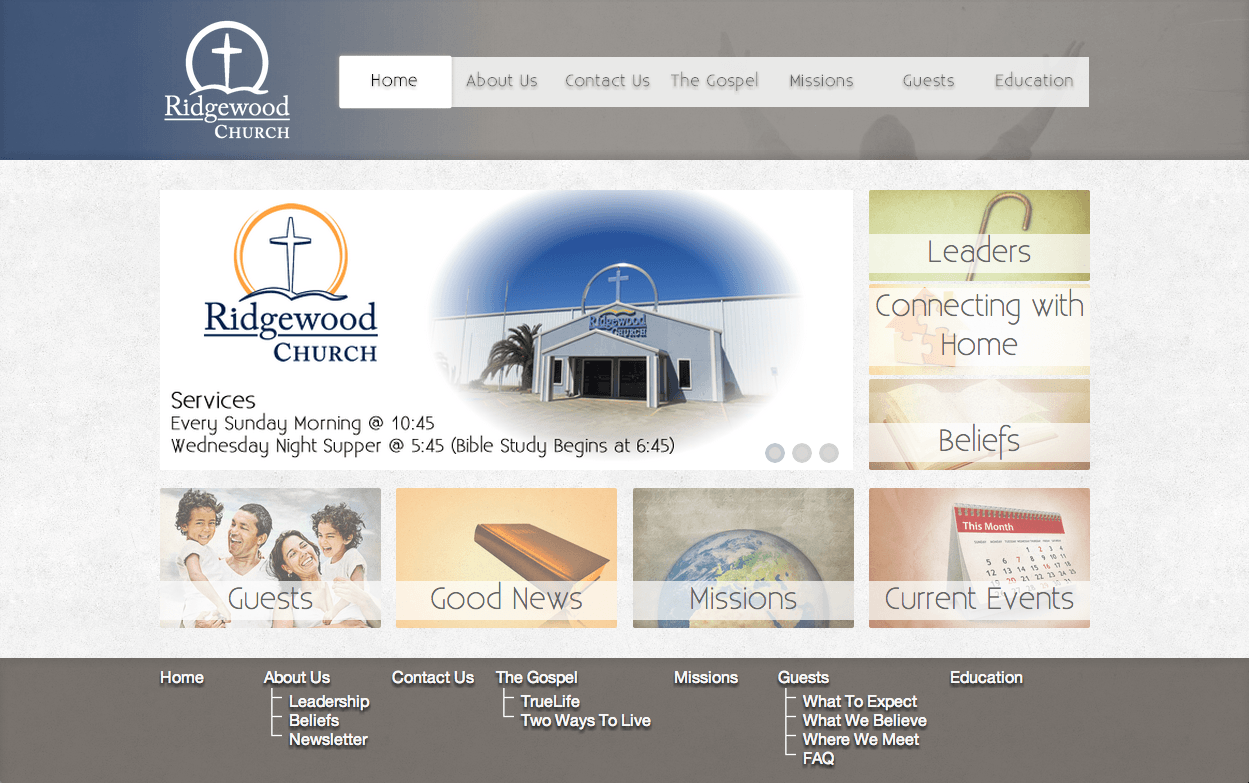 Ridgewood
CHURCH
Home
About Us
Contact Us
The Gospel
Missions
Guests
Education
Ridgewood
CHURCH
Ridgewood
CHURCH
Services
Every Sunday Morning @ 10:45
Wednesday Night Supper @ 5:45 (Bible Study Begins at 6:45)
Leaders
Connecting with
Home
Beliefs
Guests
Good News
Missions
This Month
Current Events
Home
About Us
Leadership
Beliefs
Newsletter
Contact Us
The Gospel
TrueLife
Two Ways To Live
Missions
Guests
What To Expect
What We Believe
Where We Meet
FAQ
Education